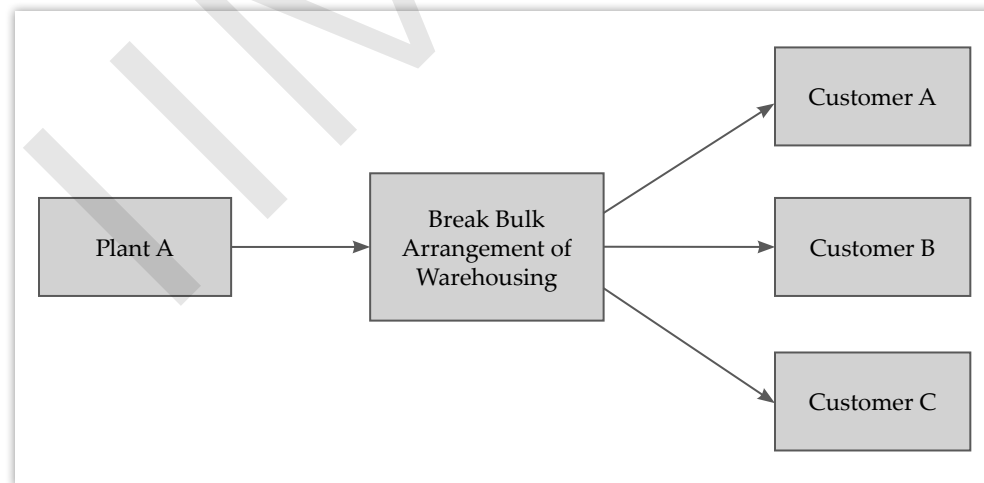 Customer A
Plant A
Break Bulk
Arrangement of
Warehousing
Customer B
Customer C